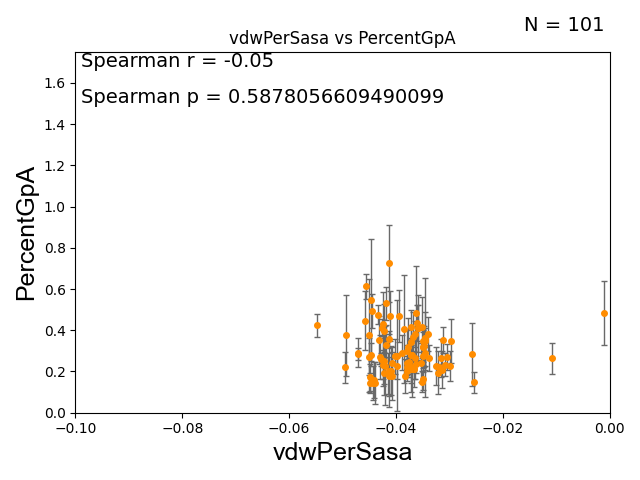 N = 101
vdwPerSasa vs PercentGpA
Spearman r = -0.05
Spearman p = 0.5878056609490099
PercentGpA
1.6
1.4
1.2
1.0
0.8
0.6
0.4
0.2
0.0
−0.10
−0.08
−0.06
−0.04
−0.02
0.00
vdwPerSasa